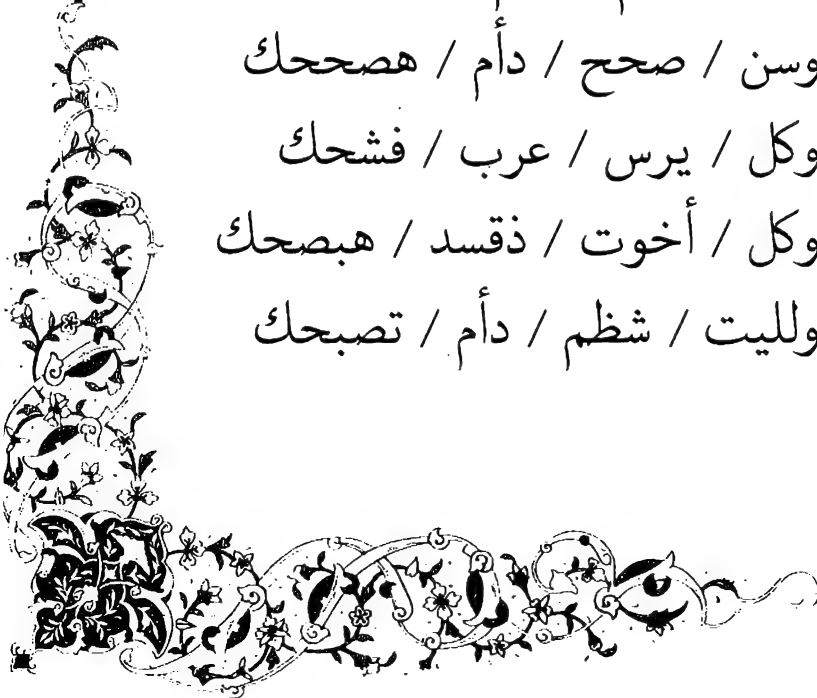 وسن / صحح / دأم / هصححك
وكل / يرس / عرب / فشحك
وكل / أخوت / ذقسد / هبصحك
ولليت / شظم / دأم / تصبحك